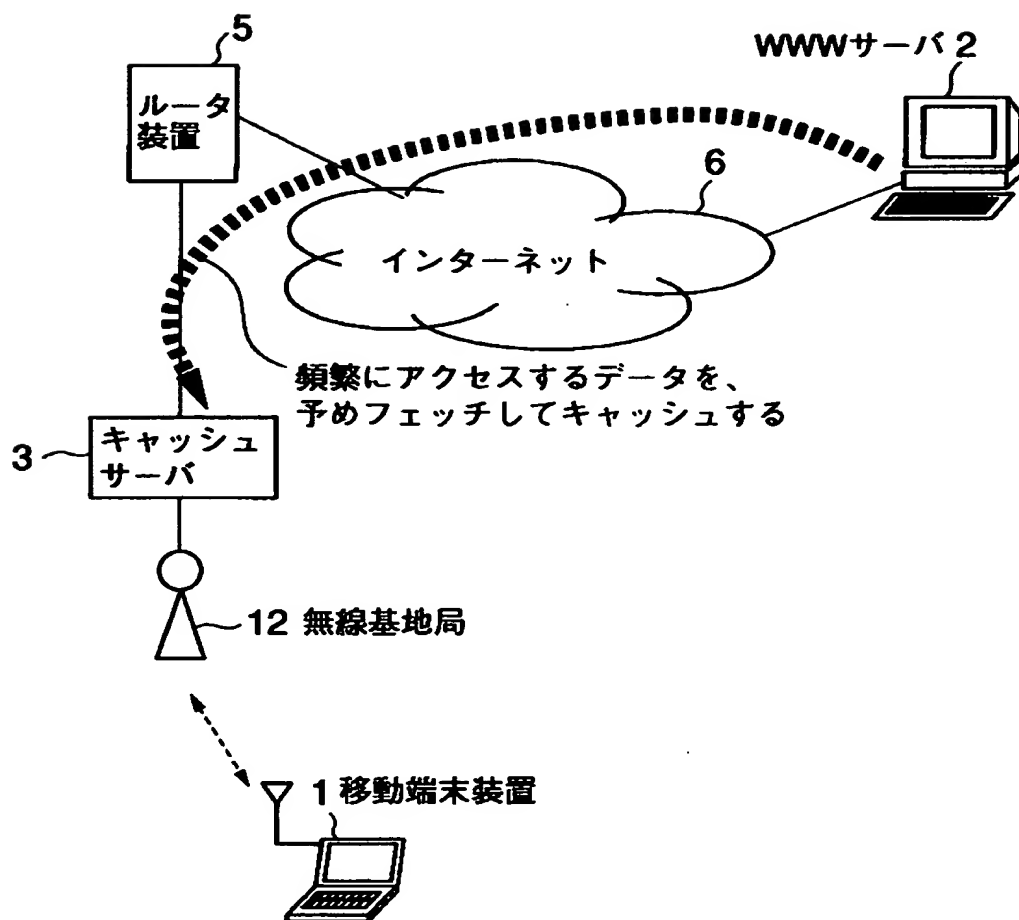 5
WWWサーバ 2
ルータ
装置
6
インターネット
頻繁にアクセスするデータを、
予めフェッチしてキャッシュする
3
キャッシュ
サーバ
12 無線基地局
1 移動端末装置